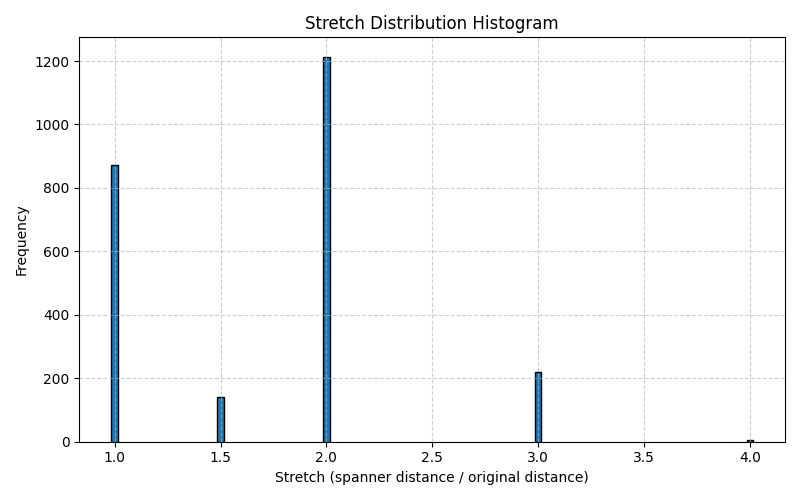 Stretch Distribution Histogram
Frequency
1200
1000
800
600
400
200
0
1.0 1.5 2.0 2.5 3.0 3.5 4.0
Stretch (spanner distance / original distance)